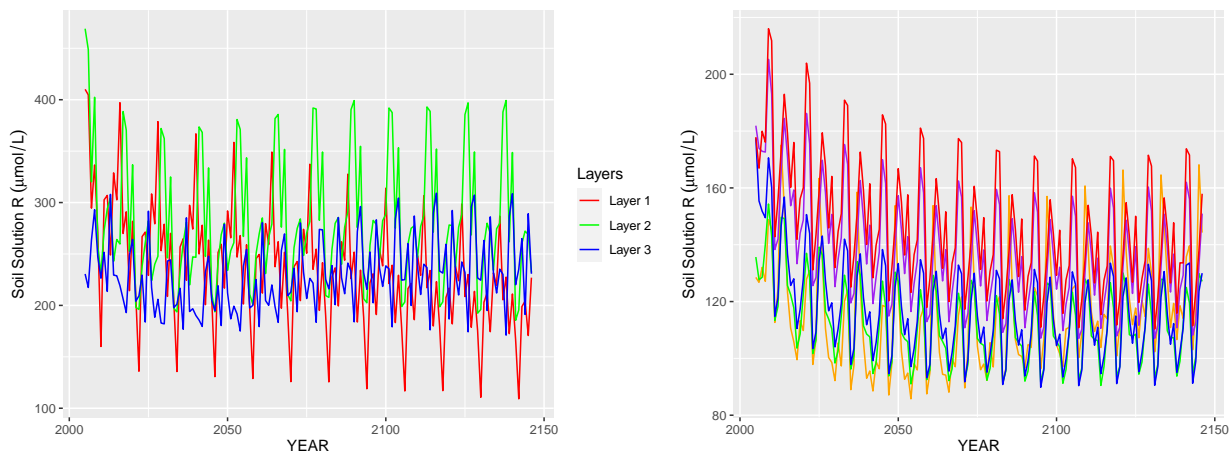 Soil Solution R (μmol/L)
400
300
200
100
2000
2050
2100
2150
YEAR
Layers
Layer 1
Layer 2
Layer 3
Soil Solution R (μmol/L)
200
160
120
80
2000
2050
2100
2150
YEAR